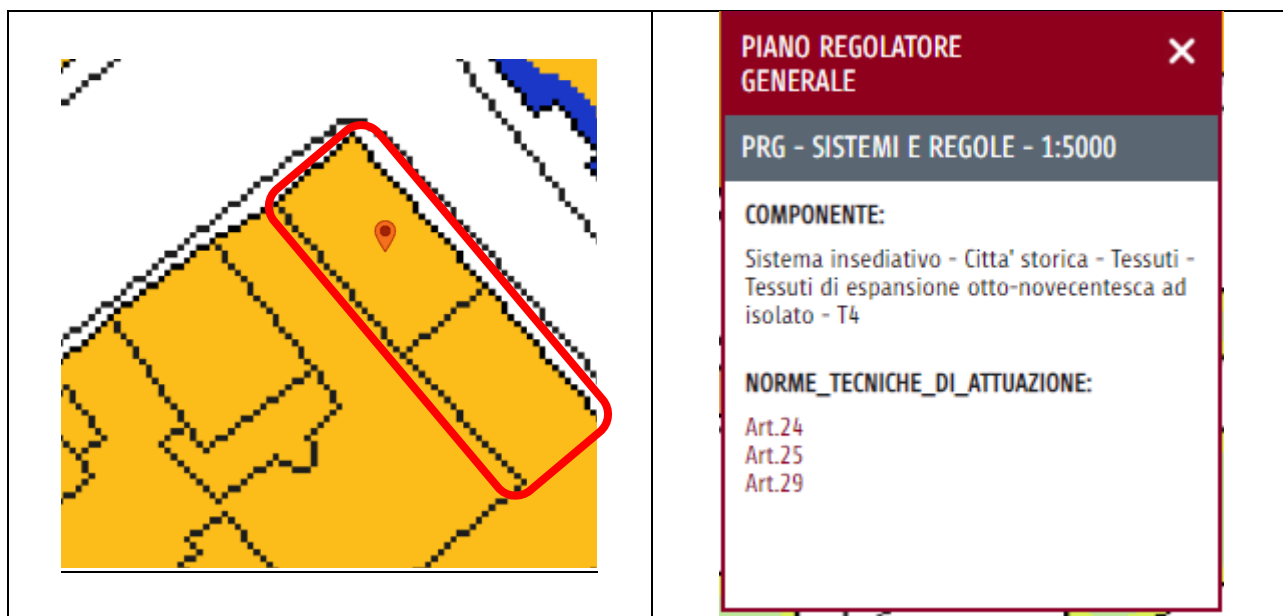 PIANO REGOLATORE
GENERALE
PRG - SISTEMI E REGOLE - 1:5000
COMPONENTE:
Sistema insediativo - Citta' storica - Tessuti -
Tessuti di espansione otto-novecentesca ad
isolato - T4
NORME_TECNICHE_DI_ATTUAZIONE:
Art.24
Art.25
Art.29